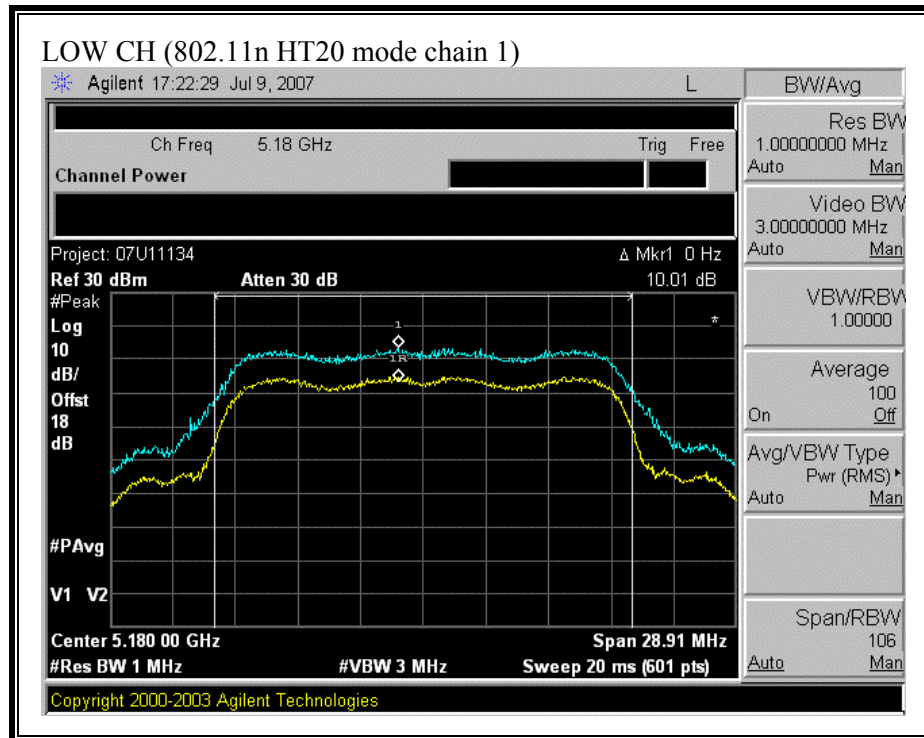 LOW CH (802.11n HT20 mode chain 1)
Agilent 17:22:29 Jul 9, 2007 L
Ch Freq 5.18 GHz Trig Free
Channel Power
Project: 07U11134 Δ Mkr1 0 Hz
Ref 30 dBm Atten 30 dB 10.01 dB
#Peak
Log
10
dB/
Offst
18
dB
1
1R
*
#PAvg
V1 V2
Center 5.180 00 GHz Span 28.91 MHz
#Res BW 1 MHz #VBW 3 MHz Sweep 20 ms (601 pts)
Copyright 2000-2003 Agilent Technologies
BW/Avg
Res BW
1.00000000 MHz
Auto Man
Video BW
3.00000000 MHz
Auto Man
VBW/RBW
1.00000
Average
100
On Off
Avg/VBW Type
Pwr (RMS)
Auto Man
Span/RBW
106
Auto Man